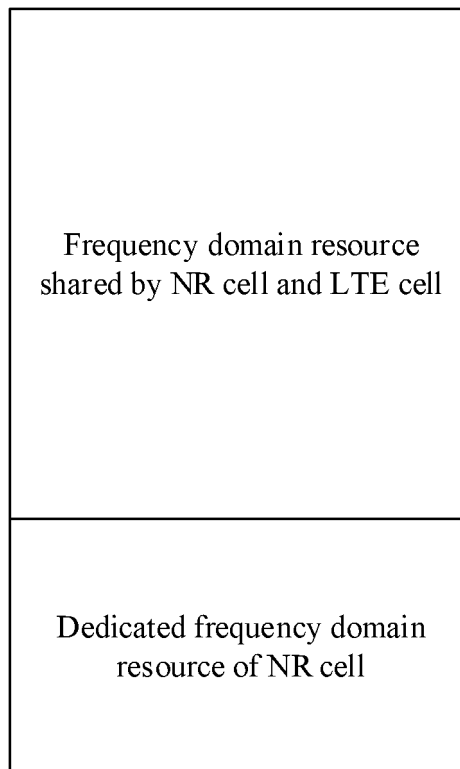 Frequency domain resource
shared by NR cell and LTE cell
Dedicated frequency domain
resource of NR cell